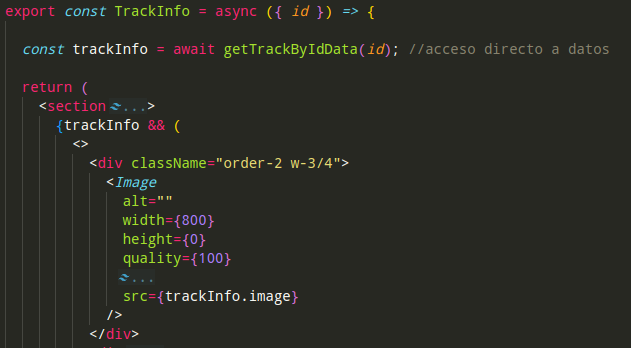 export const TrackInfo = async ({ id }) => {
const trackInfo = await getTrackByIdData(id); //acceso directo a datos
return (
<section ...>
{trackInfo && (
<>
<div className="order-2 w-3/4">
<Image
alt=""
width={800}
height={0}
quality={100}
...
src={trackInfo.image}
/>
</div>